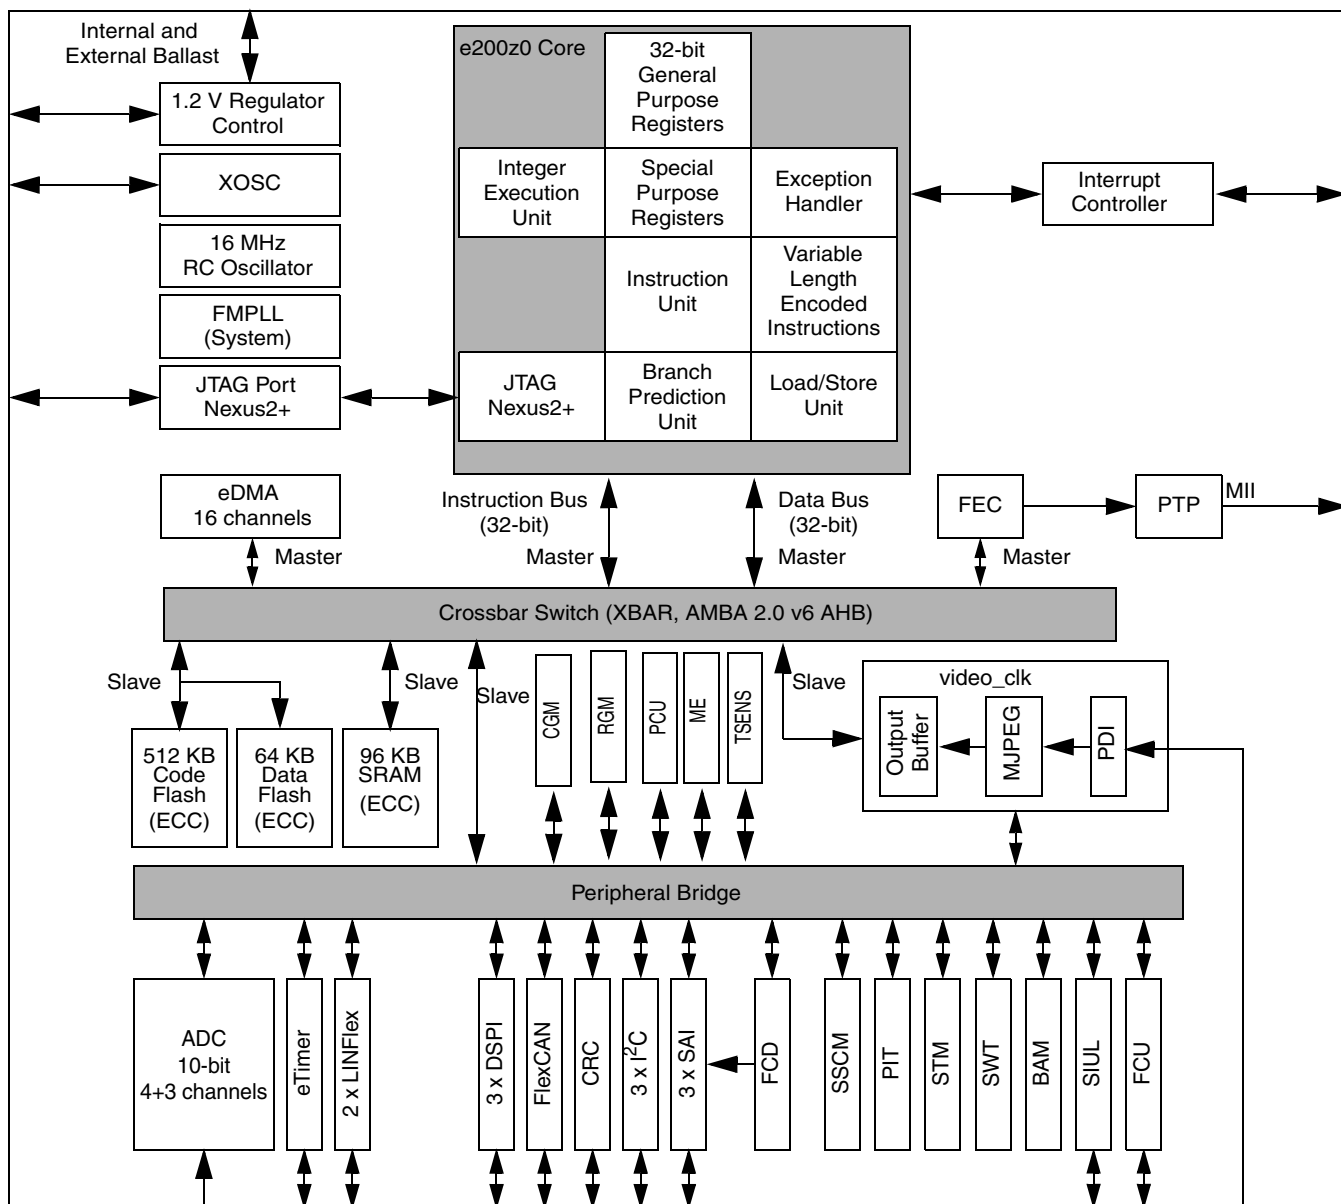 Internal and
External Ballast
1.2 V Regulator
Control
XOSC
16 MHz
RC Oscillator
FMPLL
(System)
JTAG Port
Nexus2+
e200z0 Core
32-bit
General
Purpose
Registers
Integer
Execution
Unit
Special
Purpose
Registers
Exception
Handler
Instruction
Unit
Variable
Length
Encoded
Instructions
JTAG
Nexus2+
Branch
Prediction
Unit
Load/Store
Unit
Interrupt
Controller
eDMA
16 channels
Master
Instruction Bus
(32-bit)
Master
Data Bus
(32-bit)
Master
FEC
Master
PTP
MII
Crossbar Switch (XBAR, AMBA 2.0 v6 AHB)
Slave
Slave
Slave
Slave
512 KB
Code
Flash
(ECC)
64 KB
Data
Flash
(ECC)
96 KB
SRAM
(ECC)
CGM
RGM
PCU
ME
TSENS
video_clk
Output
Buffer
MJPEG
PDI
Peripheral Bridge
ADC
10-bit
4+3 channels
eTimer
2 x LINFlex
3 x DSPI
FlexCAN
CRC
3 x I²C
3 x SAI
FCD
SSCM
PIT
STM
SWT
BAM
SIUL
FCU